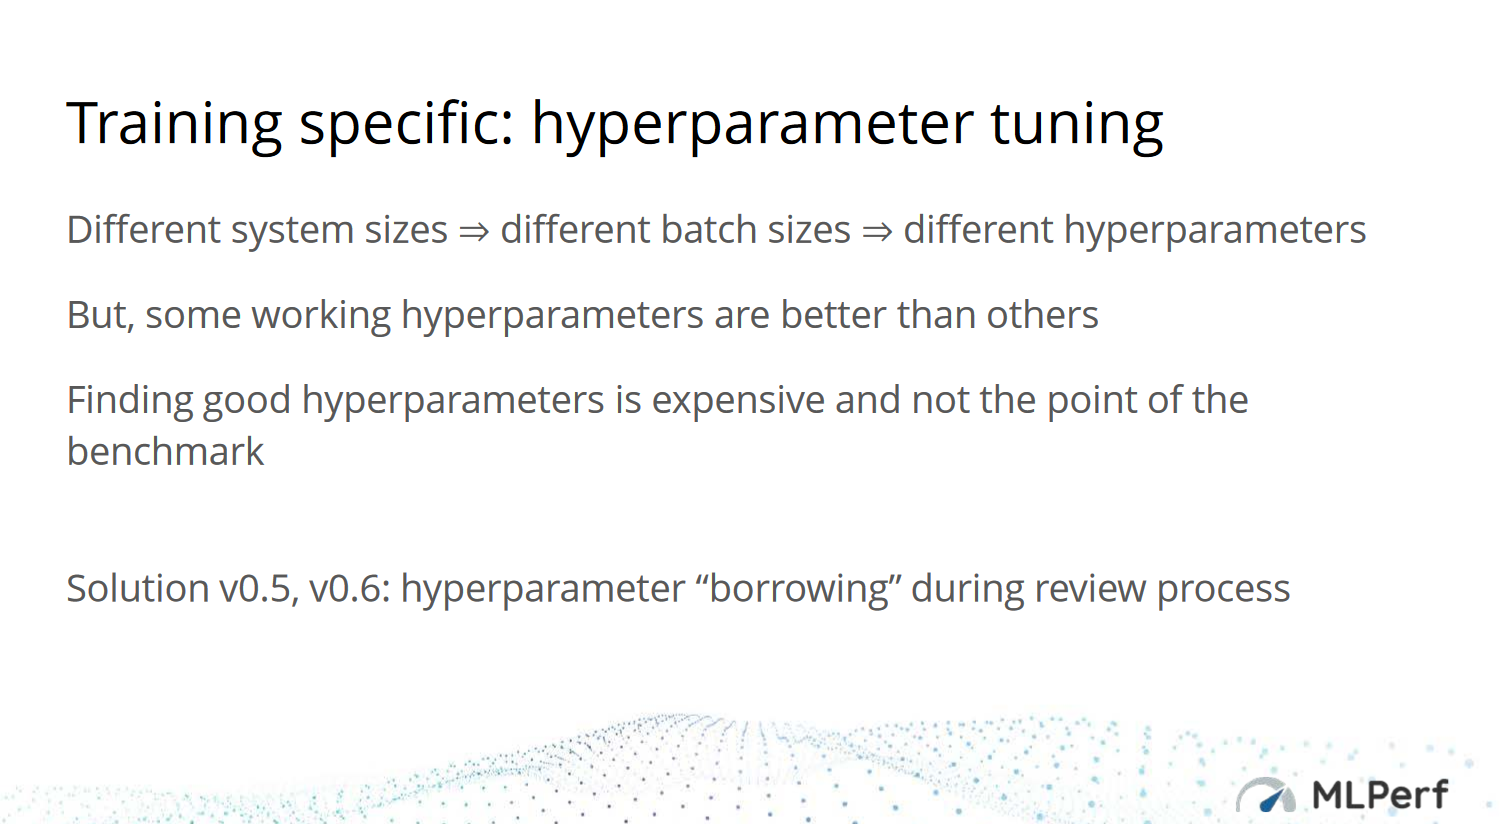 Training specific: hyperparameter tuning
Different system sizes ⇒ different batch sizes ⇒ different hyperparameters
But, some working hyperparameters are better than others
Finding good hyperparameters is expensive and not the point of the
benchmark
Solution v0.5, v0.6: hyperparameter “borrowing” during review process
MLPerf